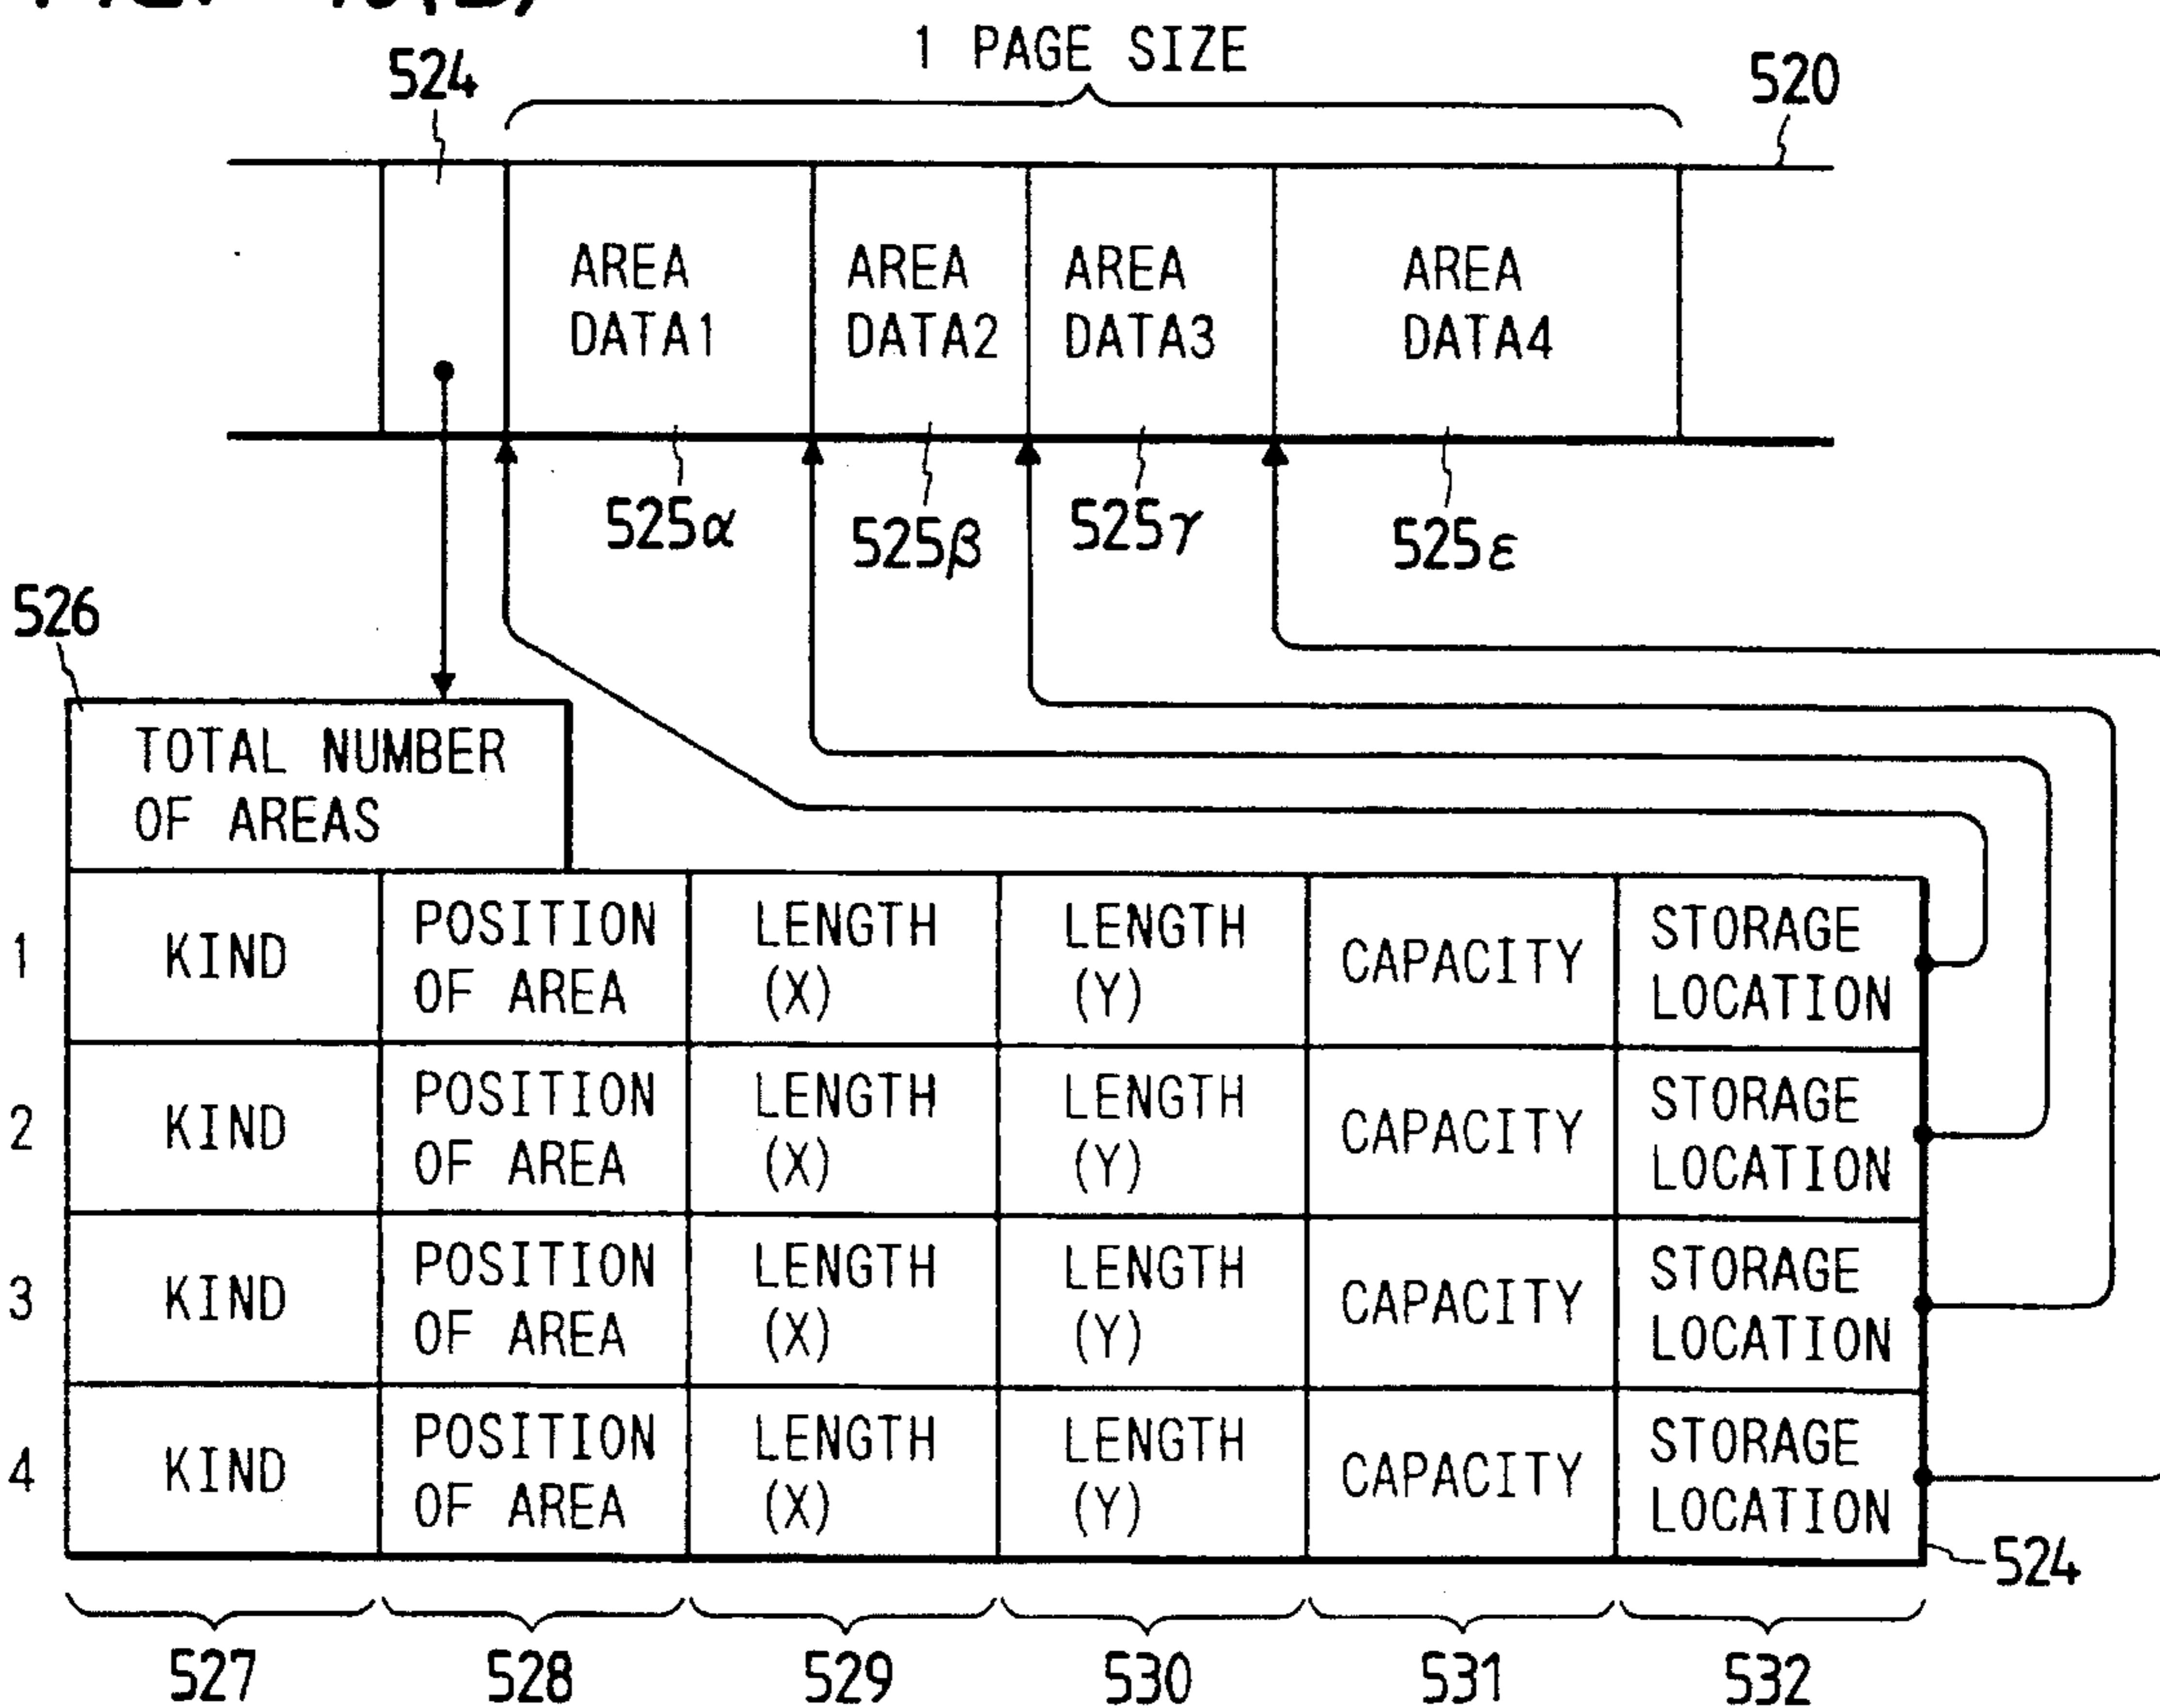 1 PAGE SIZE
524
520
AREA
DATA1
AREA
DATA2
AREA
DATA3
AREA
DATA4
525α
525β
525γ
525ε
526
TOTAL NUMBER
OF AREAS
1
KIND
POSITION
OF AREA
LENGTH
(X)
LENGTH
(Y)
CAPACITY
STORAGE
LOCATION
2
KIND
POSITION
OF AREA
LENGTH
(X)
LENGTH
(Y)
CAPACITY
STORAGE
LOCATION
3
KIND
POSITION
OF AREA
LENGTH
(X)
LENGTH
(Y)
CAPACITY
STORAGE
LOCATION
4
KIND
POSITION
OF AREA
LENGTH
(X)
LENGTH
(Y)
CAPACITY
STORAGE
LOCATION
524
527
528
529
530
531
532